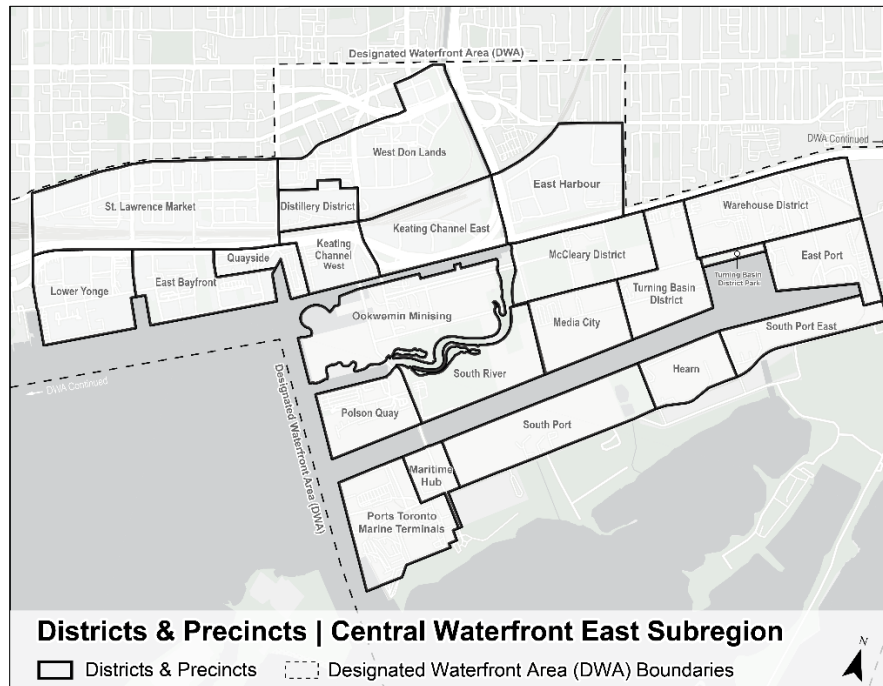 Designated Waterfront Area (DWA)
DWA Continued
West Don Lands
East Harbour
St. Lawrence Market
Distillery District
Warehouse District
Keating Channel East
Keating
Channel
West
Quayside
McCleary District
East Port
Lower Yonge
East Bayfront
Turning Basin
District Park
Turning Basin
District
Ookwemin Minising
Media City
South Port East
South River
Hearn
DWA Continued
Designated Waterfront Area (DWA)
Polson Quay
South Port
Maritime
Hub
Ports Toronto
Marine Terminals
Districts & Precincts | Central Waterfront East Subregion
N
Districts & Precincts
Designated Waterfront Area (DWA) Boundaries